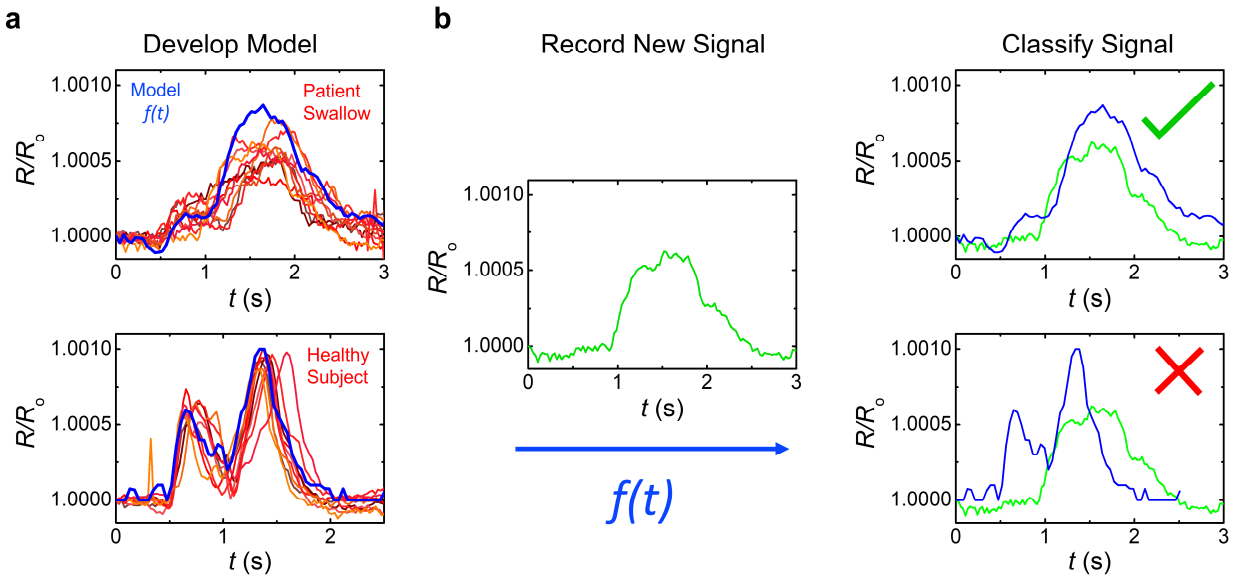 a
Develop Model
1.0010
1.0005
1.0000
R/Ro
Model
f(t)
Patient
Swallow
0 1 2 3
t (s)
1.0010
1.0005
1.0000
R/Ro
Healthy
Subject
0 1 2
t (s)
b
Record New Signal
1.0010
1.0005
1.0000
R/Ro
0 1 2 3
t (s)
f(t)
Classify Signal
1.0010
1.0005
1.0000
R/Ro
0 1 2 3
t (s)
1.0010
1.0005
1.0000
R/Ro
0 1 2 3
t (s)